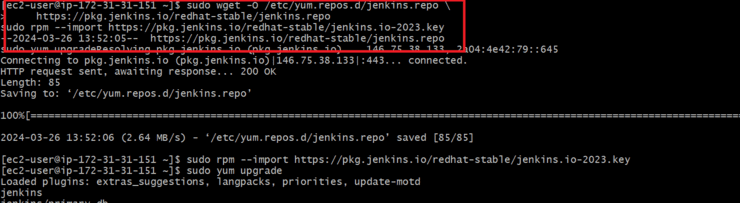 [ec2-user@ip-172-31-31-151 ~]$ sudo wget -O /etc/yum.repos.d/jenkins.repo \
>     https://pkg.jenkins.io/redhat-stable/jenkins.repo
sudo rpm --import https://pkg.jenkins.io/redhat-stable/jenkins.io-2023.key
--2024-03-26 13:52:05--  https://pkg.jenkins.io/redhat-stable/jenkins.repo
sudo yum upgradeResolving pkg.jenkins.io (pkg.jenkins.io)... 146.75.38.133, 2a04:4e42:79::645
Connecting to pkg.jenkins.io (pkg.jenkins.io)|146.75.38.133|:443... connected.
HTTP request sent, awaiting response... 200 OK
Length: 85
Saving to: ‘/etc/yum.repos.d/jenkins.repo’
100%[=====================================================================================
2024-03-26 13:52:06 (2.64 MB/s) - ‘/etc/yum.repos.d/jenkins.repo’ saved [85/85]
[ec2-user@ip-172-31-31-151 ~]$ sudo rpm --import https://pkg.jenkins.io/redhat-stable/jenkins.io-2023.key
[ec2-user@ip-172-31-31-151 ~]$ sudo yum upgrade
Loaded plugins: extras_suggestions, langpacks, priorities, update-motd
jenkins
jenkins/primary_db